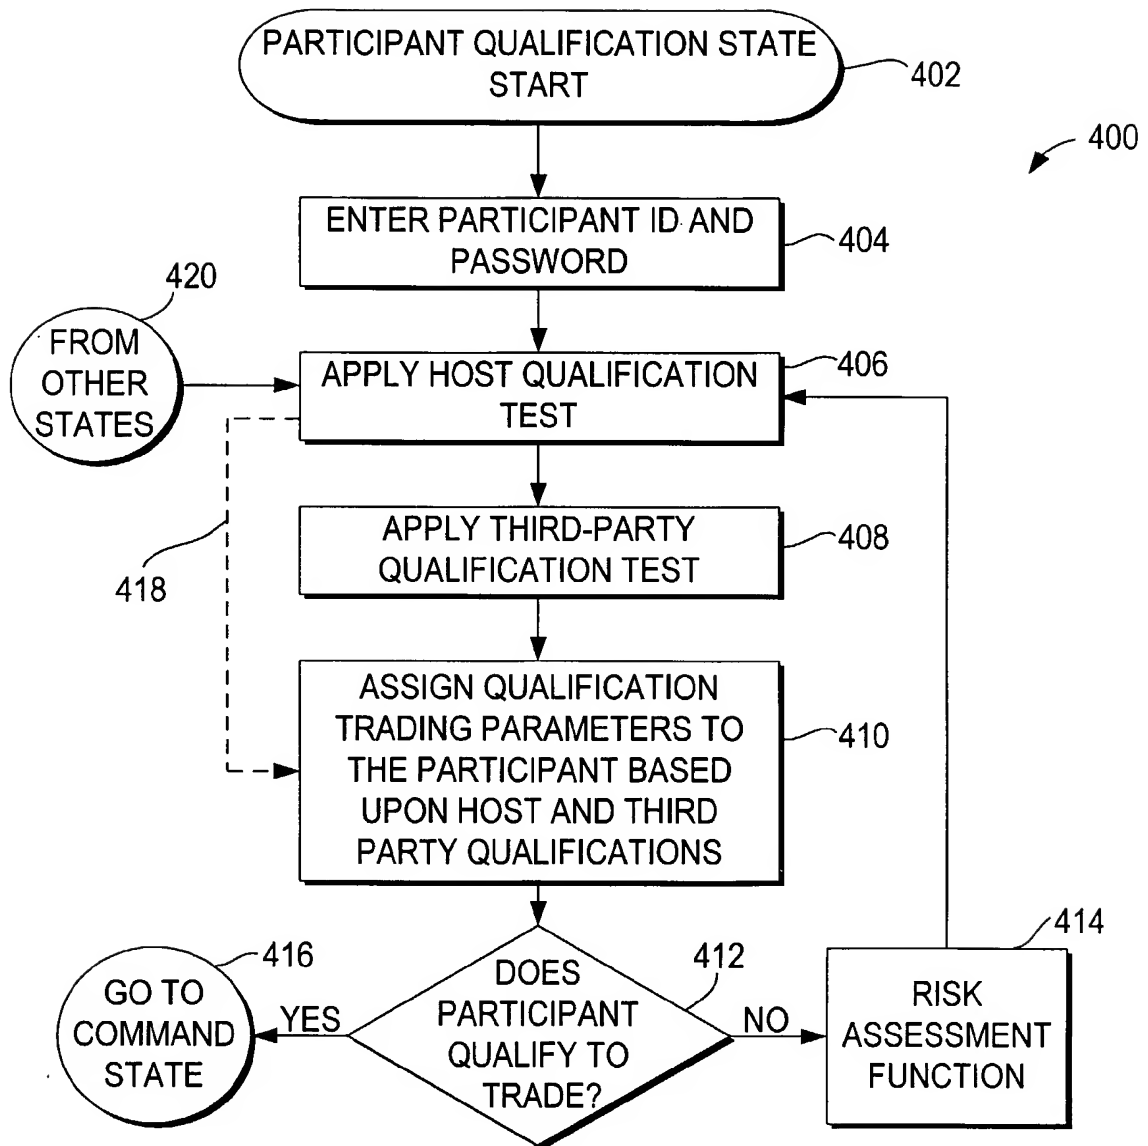 PARTICIPANT QUALIFICATION STATE
START
402
400
ENTER PARTICIPANT ID AND
PASSWORD
404
420
FROM
OTHER
STATES
APPLY HOST QUALIFICATION
TEST
406
APPLY THIRD-PARTY
QUALIFICATION TEST
408
418
ASSIGN QUALIFICATION
TRADING PARAMETERS TO
THE PARTICIPANT BASED
UPON HOST AND THIRD
PARTY QUALIFICATIONS
410
416
GO TO
COMMAND
STATE
YES
DOES
PARTICIPANT
QUALIFY TO
TRADE?
412
NO
414
RISK
ASSESSMENT
FUNCTION